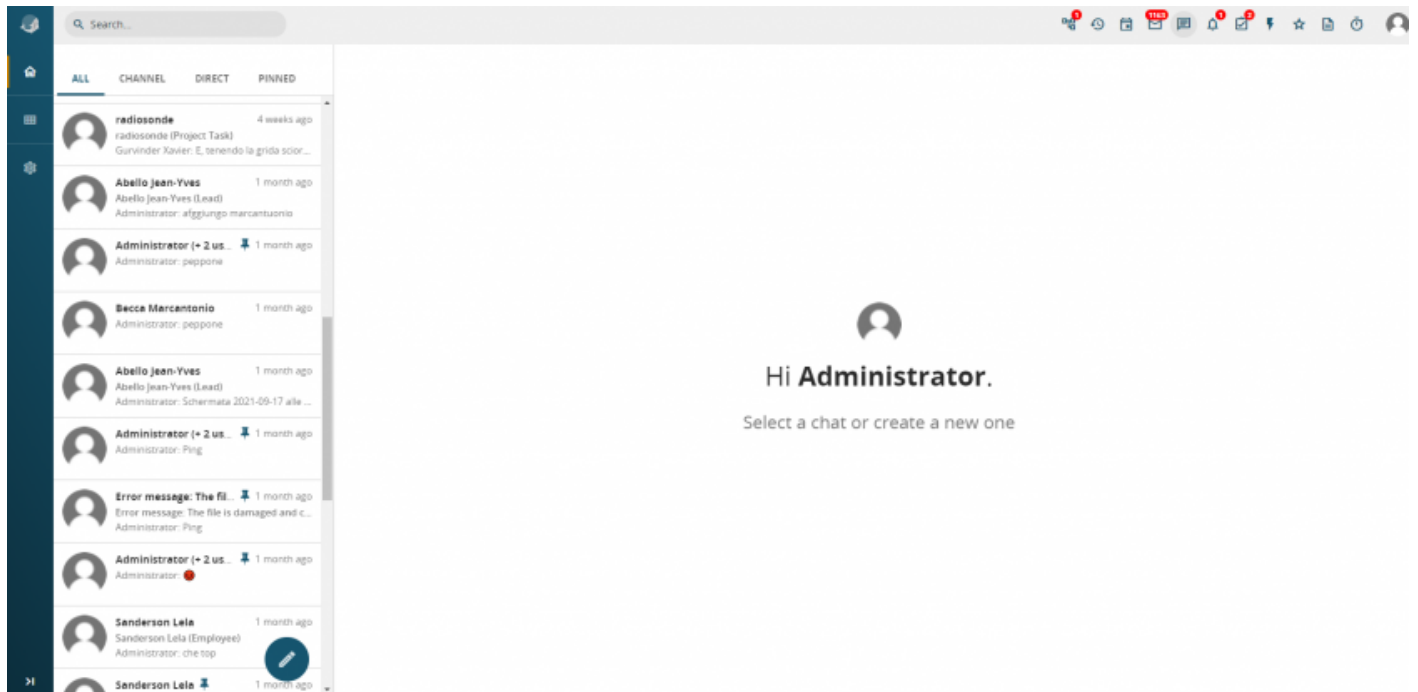 Search...
1
1163
1
2
ALL CHANNEL DIRECT PINNED
radiosonde 4 weeks ago
radiosonde (Project Task)
Gurvinder Xavier: E, tenendo la grida scior...
Abello Jean-Yves 1 month ago
Abello Jean-Yves (Lead)
Administrator: afggiungo marcantuonio
Administrator (+ 2 us... 1 month ago
Administrator: peppone
Becca Marcantonio 1 month ago
Administrator: peppone
Abello Jean-Yves 1 month ago
Abello Jean-Yves (Lead)
Administrator: Schermata 2021-09-17 alle ...
Administrator (+ 2 us... 1 month ago
Administrator: Ping
Error message: The fil... 1 month ago
Error message: The file is damaged and c...
Administrator: Ping
Administrator (+ 2 us... 1 month ago
Administrator:
Sanderson Lela 1 month ago
Sanderson Lela (Employee)
Administrator: che top
Sanderson Lela 1 month ago
Hi Administrator.
Select a chat or create a new one